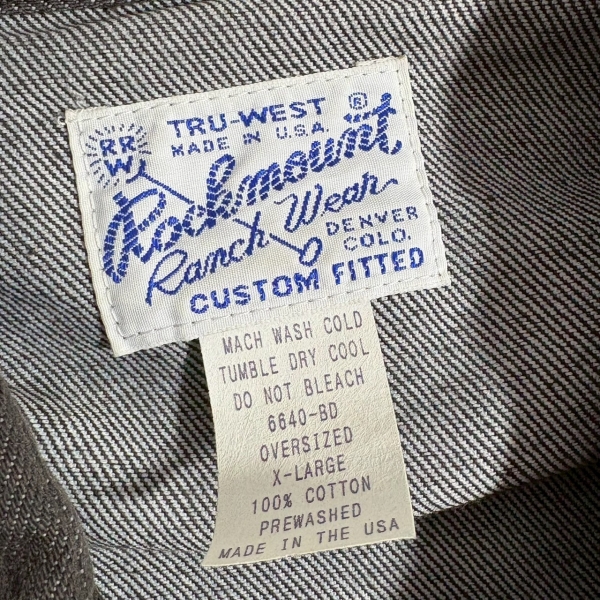 TRU-WEST ®
MADE IN U.S.A.
RR
W
Rockmount
Ranch Wear
DENVER
COLO.
CUSTOM FITTED
MACH WASH COLD
TUMBLE DRY COOL
DO NOT BLEACH
6640-BD
OVERSIZED
X-LARGE
100% COTTON
PREWASHED
MADE IN THE USA